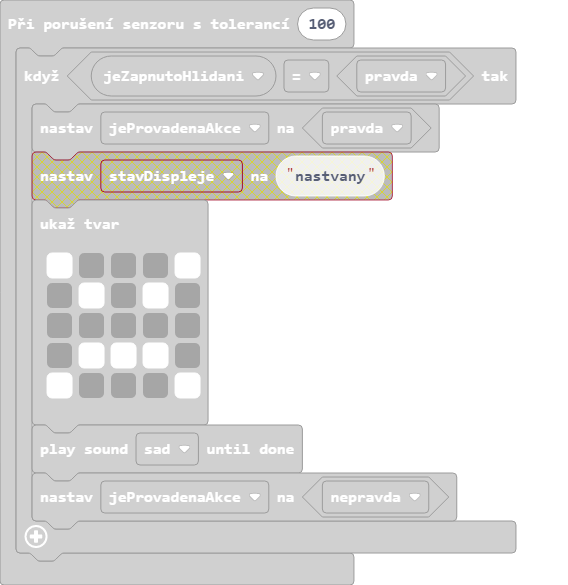 Při porušení senzoru s tolerancí 100
když jeZapnutoHlidani = pravda tak
nastav jeProvadenaAkce na pravda
nastav stavDispleje na "nastvany"
ukaž tvar
play sound sad until done
nastav jeProvadenaAkce na nepravda